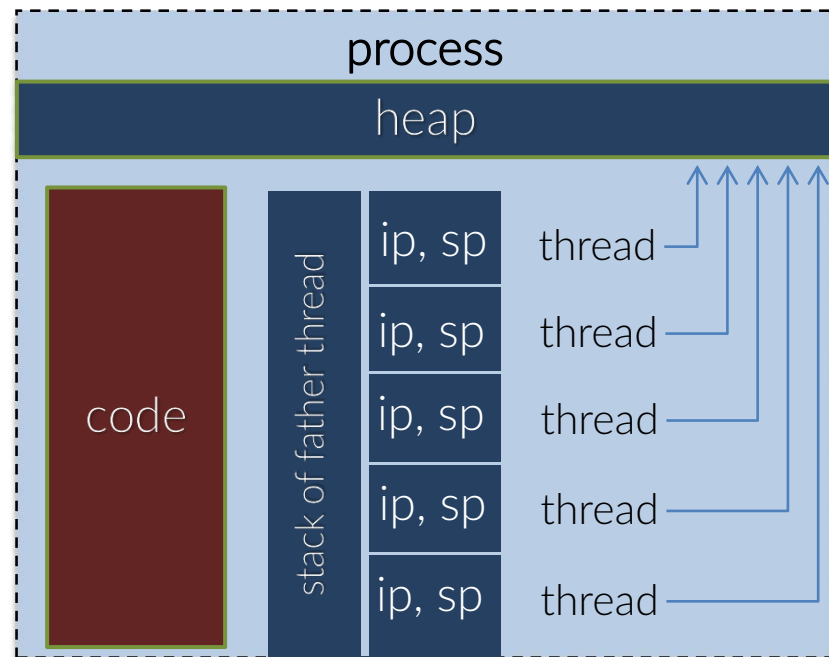 process
heap
code
stack of father thread
ip, sp
thread
ip, sp
thread
ip, sp
thread
ip, sp
thread
ip, sp
thread